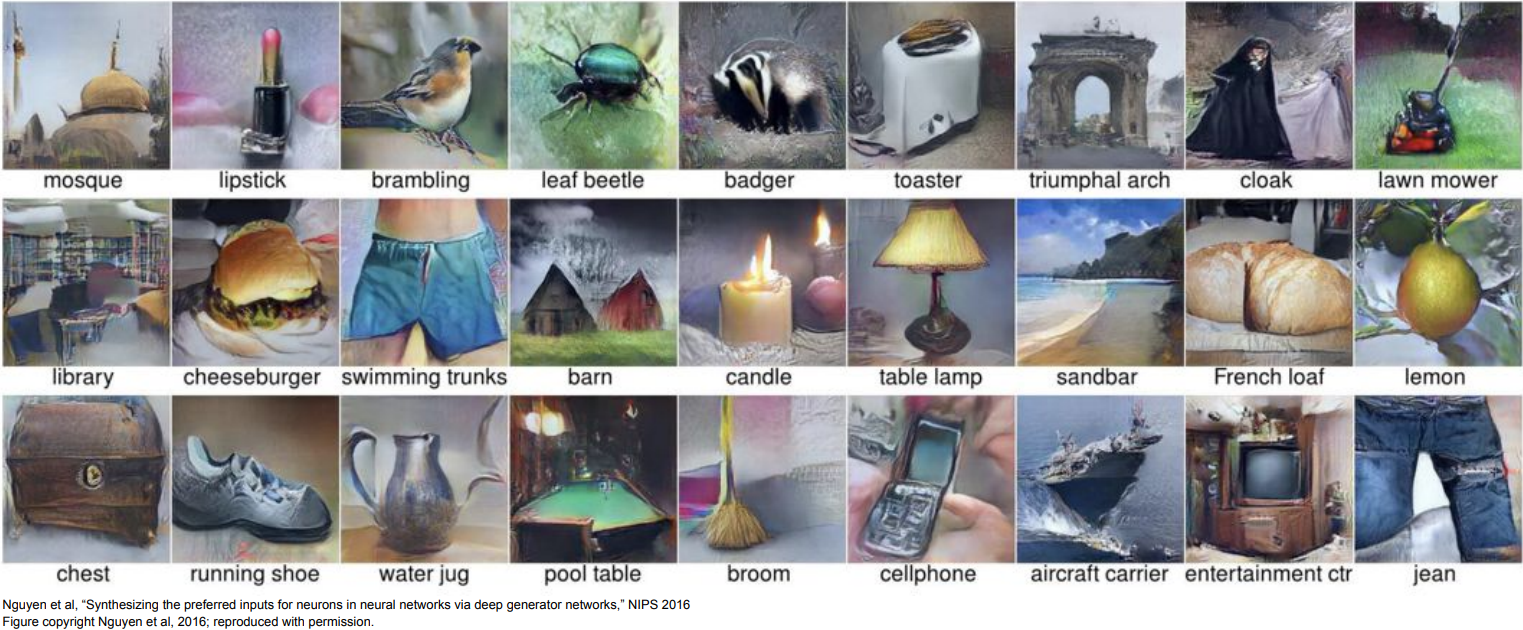 mosque lipstick brambling leaf beetle badger toaster triumphal arch cloak lawn mower
library cheeseburger swimming trunks barn candle table lamp sandbar French loaf lemon
chest running shoe water jug pool table broom cellphone aircraft carrier entertainment ctr jean
Nguyen et al, “Synthesizing the preferred inputs for neurons in neural networks via deep generator networks,” NIPS 2016
Figure copyright Nguyen et al, 2016; reproduced with permission.